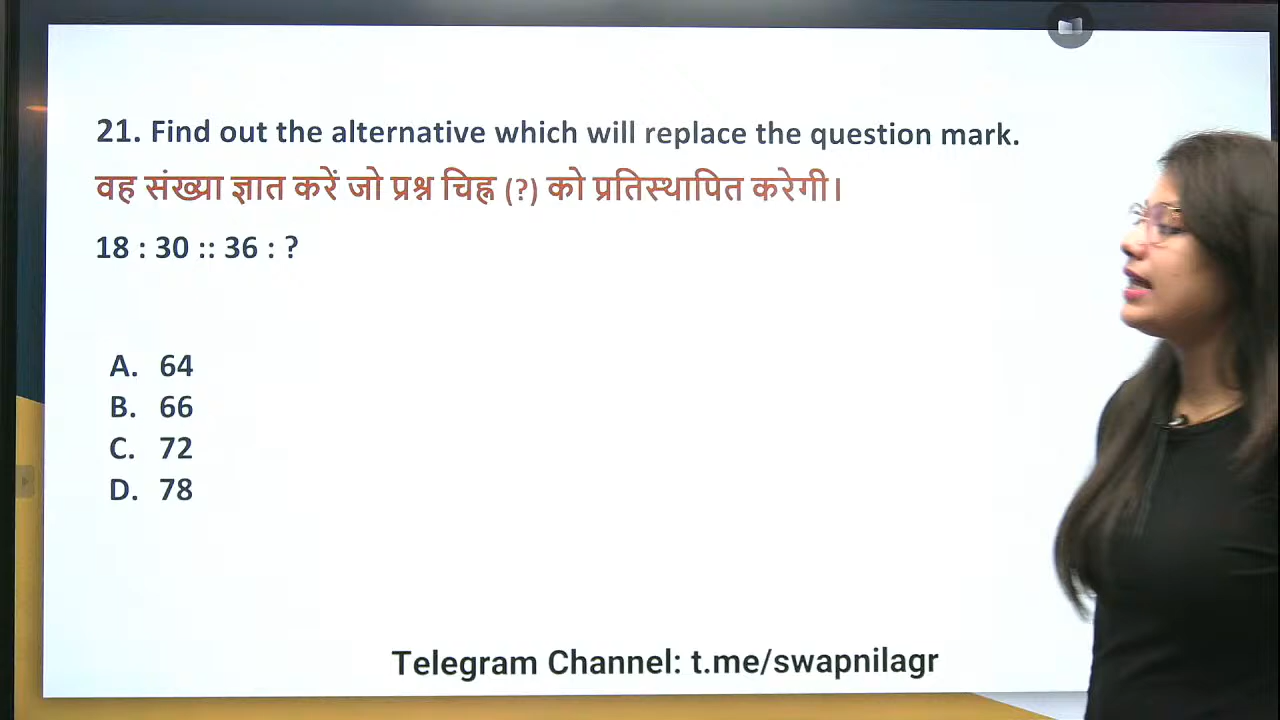 21. Find out the alternative which will replace the question mark.
वह संख्या ज्ञात करें जो प्रश्न चिह्न (?) को प्रतिस्थापित करेगी।
18 : 30 :: 36 : ?
A. 64
B. 66
C. 72
D. 78
Telegram Channel: t.me/swapnilagr